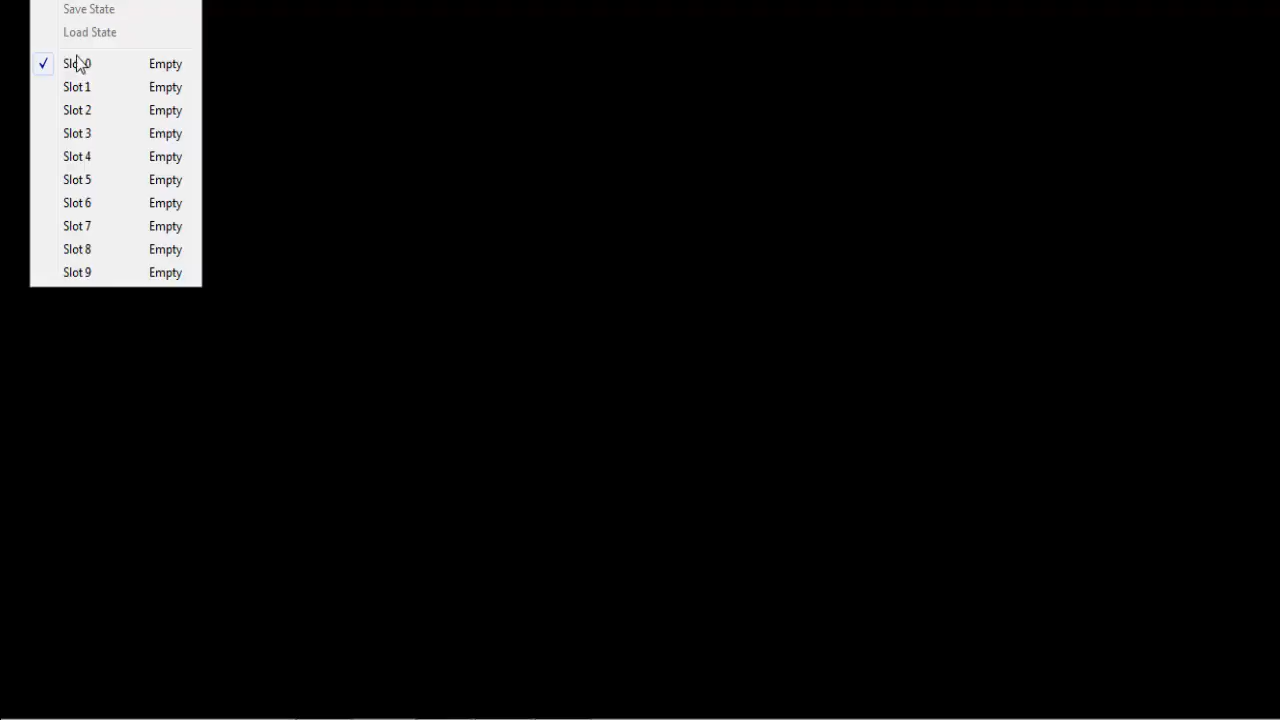 Save State
Load State
Slot 0 Empty
Slot 1 Empty
Slot 2 Empty
Slot 3 Empty
Slot 4 Empty
Slot 5 Empty
Slot 6 Empty
Slot 7 Empty
Slot 8 Empty
Slot 9 Empty